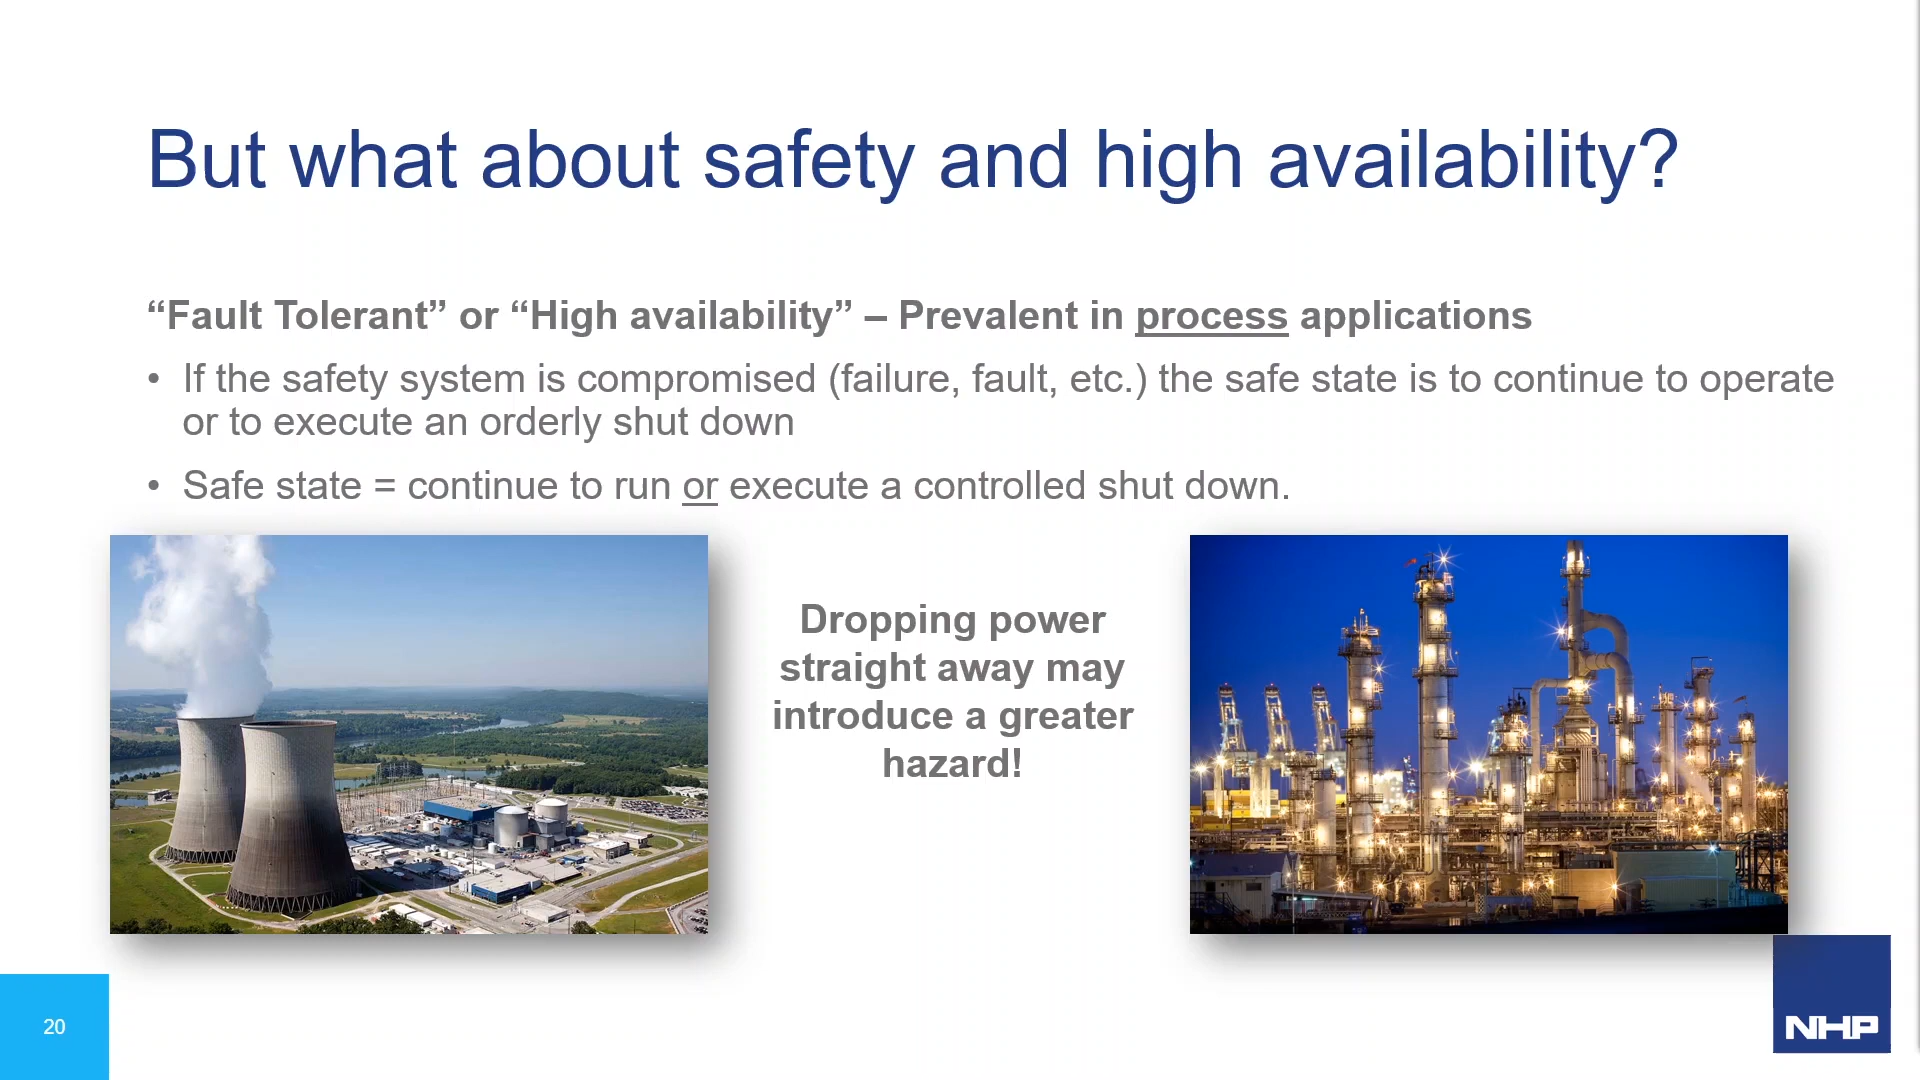 But what about safety and high availability?
“Fault Tolerant” or “High availability” – Prevalent in process applications
• If the safety system is compromised (failure, fault, etc.) the safe state is to continue to operate
or to execute an orderly shut down
• Safe state = continue to run or execute a controlled shut down.
Dropping power
straight away may
introduce a greater
hazard!
20
NHP